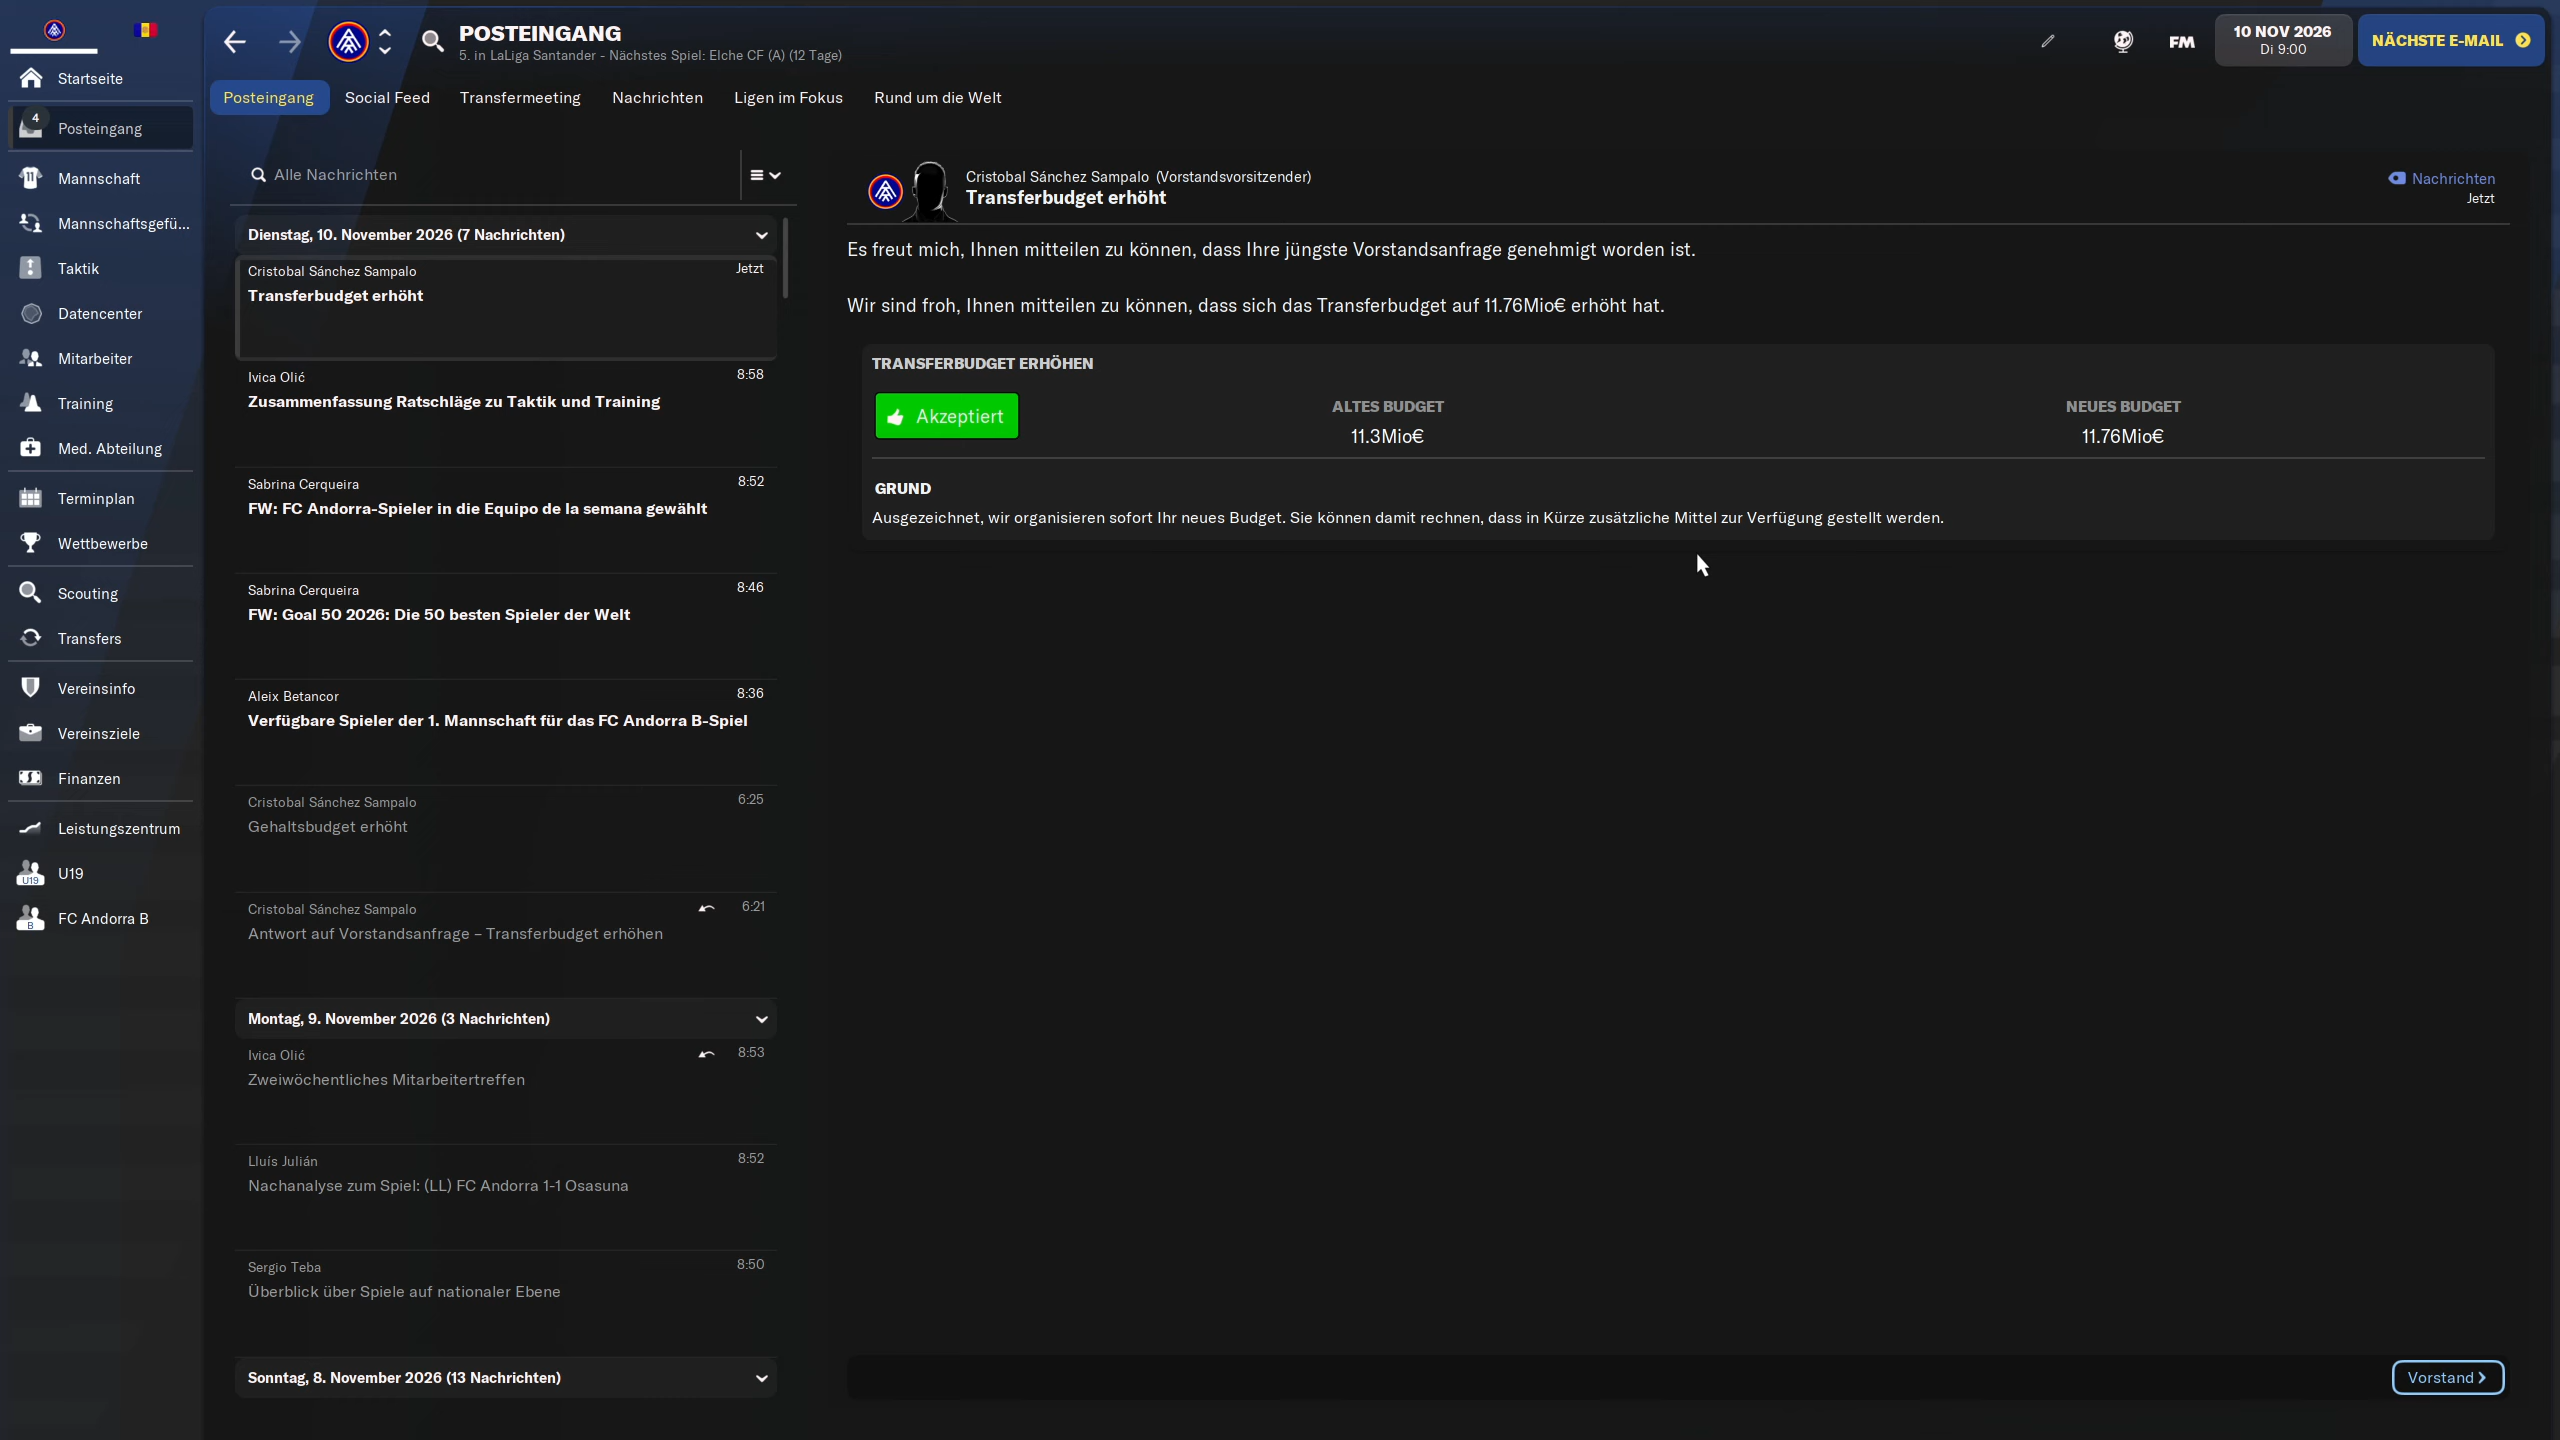 POSTEINGANG
5. in LaLiga Santander - Nächstes Spiel: Elche CF (A) (12 Tage)
FM
10 NOV 2026
Di 9:00
NÄCHSTE E-MAIL
Startseite
4
Posteingang
11
Mannschaft
Mannschaftsgefü...
Taktik
Datencenter
Mitarbeiter
Training
Med. Abteilung
Terminplan
Wettbewerbe
Scouting
Transfers
Vereinsinfo
Vereinsziele
Finanzen
Leistungszentrum
U19
U19
B
FC Andorra B
Posteingang
Social Feed
Transfermeeting
Nachrichten
Ligen im Fokus
Rund um die Welt
Alle Nachrichten
Dienstag, 10. November 2026 (7 Nachrichten)
Cristobal Sánchez Sampalo
Jetzt
Transferbudget erhöht
Ivica Olić
8:58
Zusammenfassung Ratschläge zu Taktik und Training
Sabrina Cerqueira
8:52
FW: FC Andorra-Spieler in die Equipo de la semana gewählt
Sabrina Cerqueira
8:46
FW: Goal 50 2026: Die 50 besten Spieler der Welt
Aleix Betancor
8:36
Verfügbare Spieler der 1. Mannschaft für das FC Andorra B-Spiel
Cristobal Sánchez Sampalo
6:25
Gehaltsbudget erhöht
Cristobal Sánchez Sampalo
6:21
Antwort auf Vorstandsanfrage – Transferbudget erhöhen
Montag, 9. November 2026 (3 Nachrichten)
Ivica Olić
8:53
Zweiwöchentliches Mitarbeitertreffen
Lluís Julián
8:52
Nachanalyse zum Spiel: (LL) FC Andorra 1-1 Osasuna
Sergio Teba
8:50
Überblick über Spiele auf nationaler Ebene
Sonntag, 8. November 2026 (13 Nachrichten)
Cristobal Sánchez Sampalo (Vorstandsvorsitzender)
Transferbudget erhöht
Nachrichten
Jetzt
Es freut mich, Ihnen mitteilen zu können, dass Ihre jüngste Vorstandsanfrage genehmigt worden ist.
Wir sind froh, Ihnen mitteilen zu können, dass sich das Transferbudget auf 11.76Mio€ erhöht hat.
TRANSFERBUDGET ERHÖHEN
Akzeptiert
ALTES BUDGET
11.3Mio€
NEUES BUDGET
11.76Mio€
GRUND
Ausgezeichnet, wir organisieren sofort Ihr neues Budget. Sie können damit rechnen, dass in Kürze zusätzliche Mittel zur Verfügung gestellt werden.
Vorstand